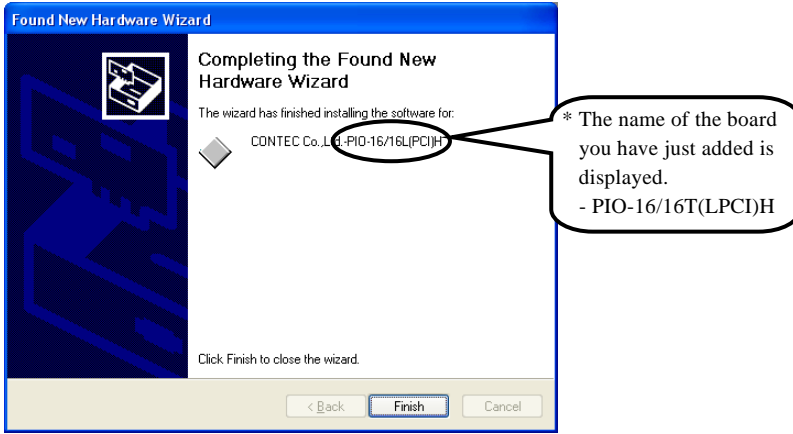 Found New Hardware Wizard
Completing the Found New
Hardware Wizard
The wizard has finished installing the software for:
CONTEC Co.,Ltd.-PIO-16/16L(PCI)H
Click Finish to close the wizard.
< Back
Finish
Cancel
* The name of the board
you have just added is
displayed.
- PIO-16/16T(LPCI)H